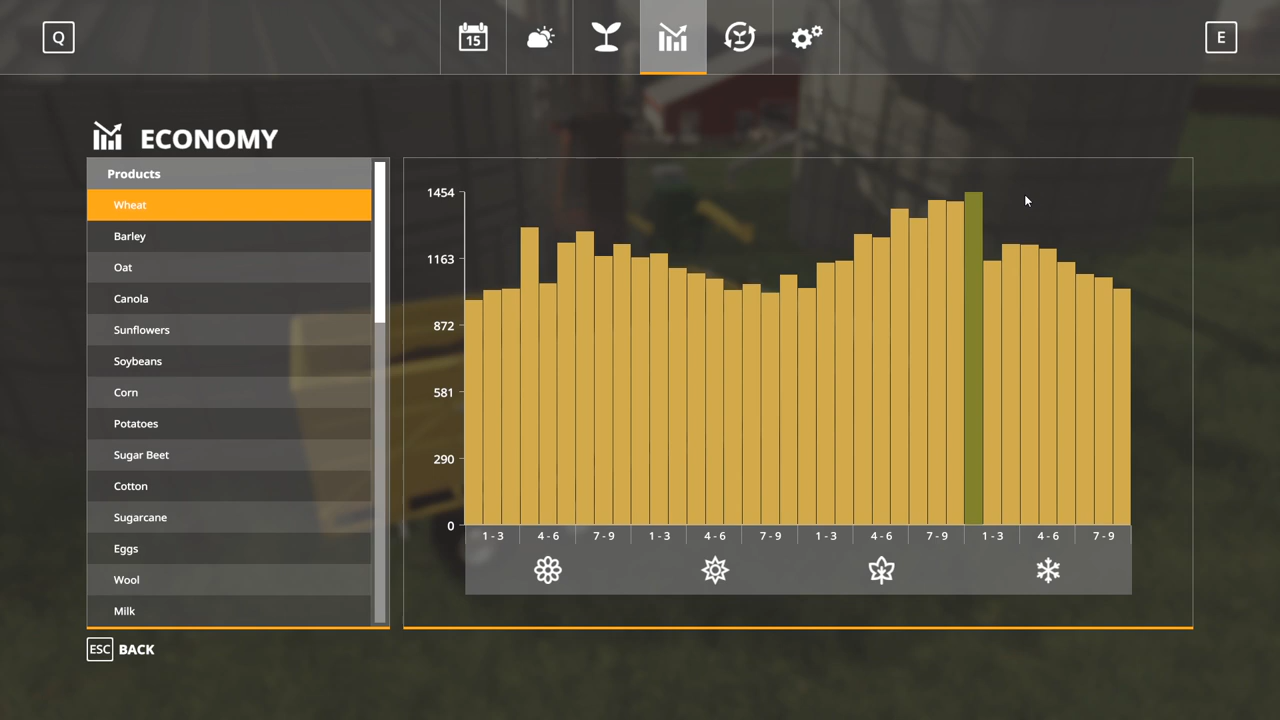 Q
15
E
ECONOMY
Products
Wheat
Barley
Oat
Canola
Sunflowers
Soybeans
Corn
Potatoes
Sugar Beet
Cotton
Sugarcane
Eggs
Wool
Milk
1454
1163
872
581
290
0
1 - 3 4 - 6 7 - 9 1 - 3 4 - 6 7 - 9 1 - 3 4 - 6 7 - 9 1 - 3 4 - 6 7 - 9
ESC BACK